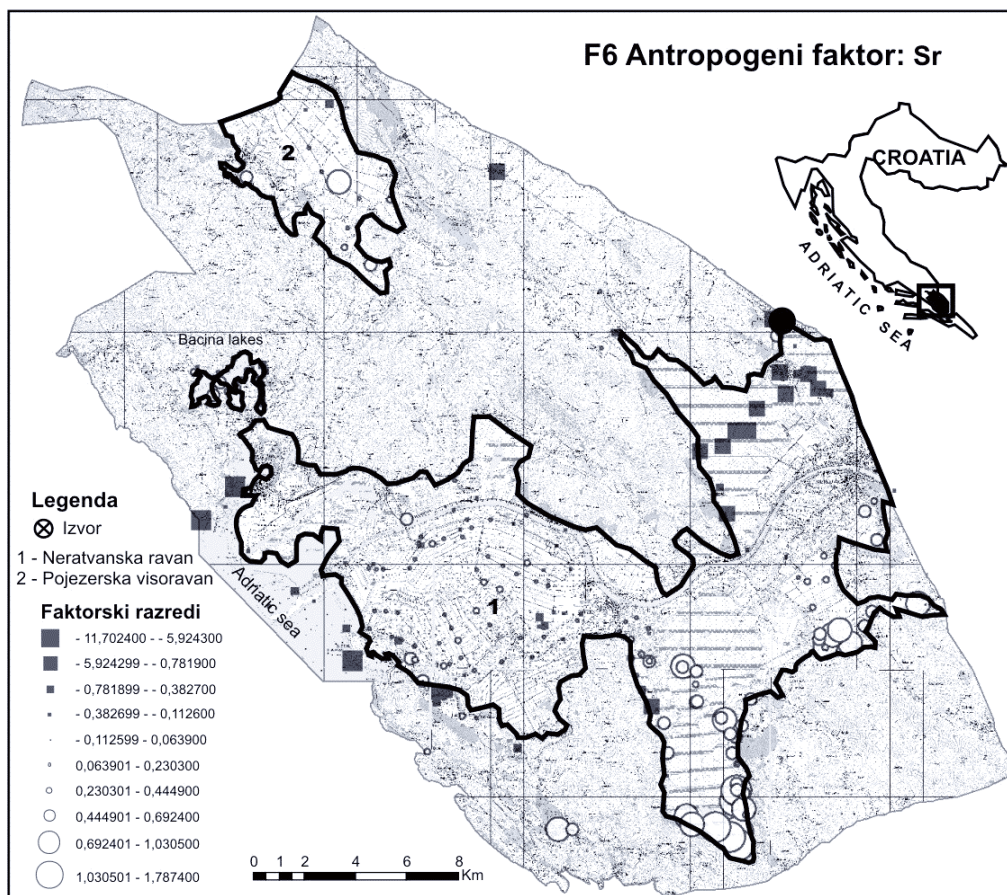 F6 Antropogeni faktor: Sr
CROATIA
ADRIATIC SEA
2
Bacina lakes
Legenda
Izvor
1 - Neratvanska ravan
2 - Pojezerska visoravan
Adriatic sea
1
Faktorski razredi
- 11,702400 - - 5,924300
- 5,924299 - - 0,781900
- 0,781899 - - 0,382700
- 0,382699 - - 0,112600
- 0,112599 - 0,063900
0,063901 - 0,230300
0,230301 - 0,444900
0,444901 - 0,692400
0,692401 - 1,030500
1,030501 - 1,787400
0 1 2 4 6 8
Km